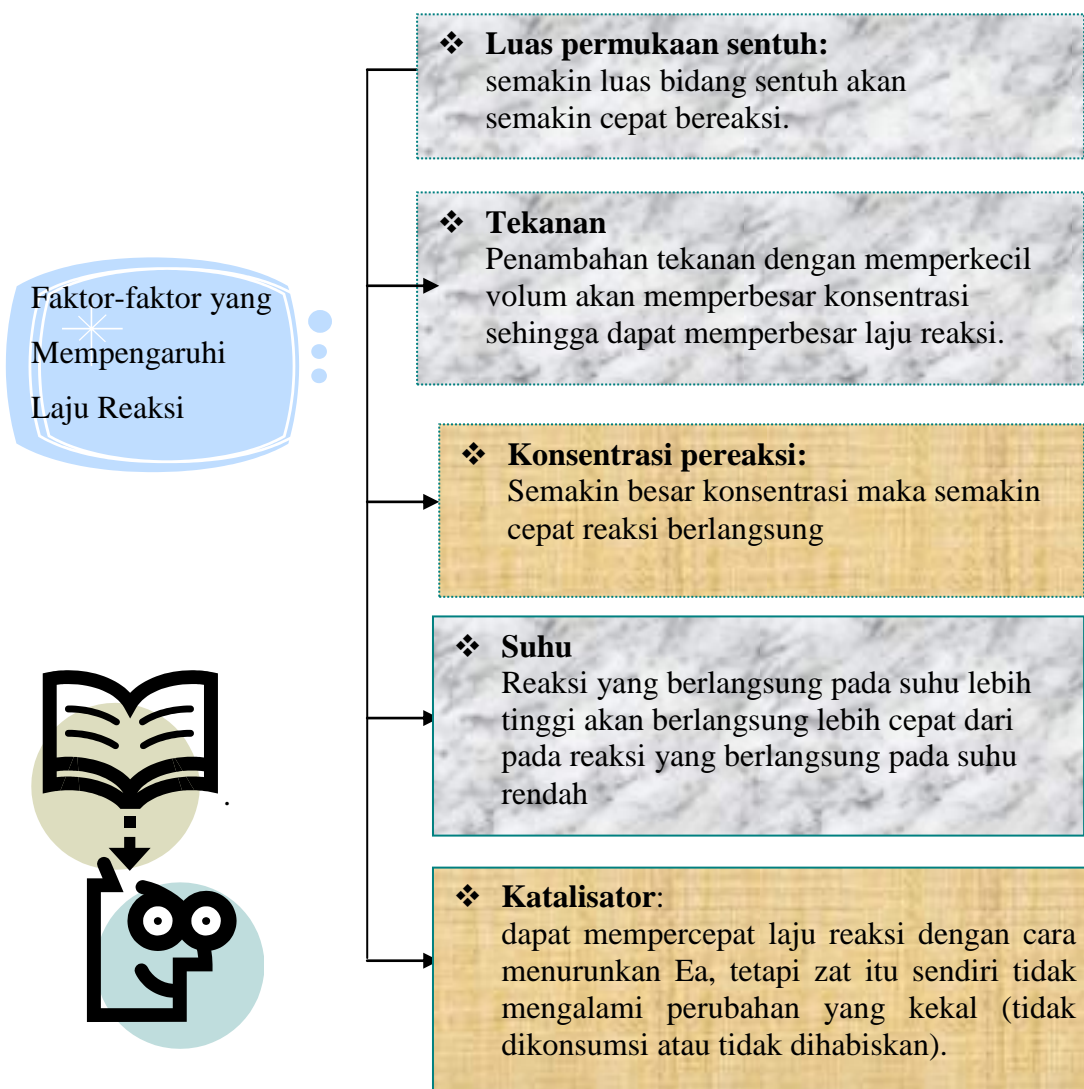 Faktor-faktor yang
Mempengaruhi
Laju Reaksi
❖ Luas permukaan sentuh:
semakin luas bidang sentuh akan
semakin cepat bereaksi.
❖ Tekanan
Penambahan tekanan dengan memperkecil
volum akan memperbesar konsentrasi
sehingga dapat memperbesar laju reaksi.
❖ Konsentrasi pereaksi:
Semakin besar konsentrasi maka semakin
cepat reaksi berlangsung
❖ Suhu
Reaksi yang berlangsung pada suhu lebih
tinggi akan berlangsung lebih cepat dari
pada reaksi yang berlangsung pada suhu
rendah
.
❖ Katalisator:
dapat mempercepat laju reaksi dengan cara
menurunkan Ea, tetapi zat itu sendiri tidak
mengalami perubahan yang kekal (tidak
dikonsumsi atau tidak dihabiskan).